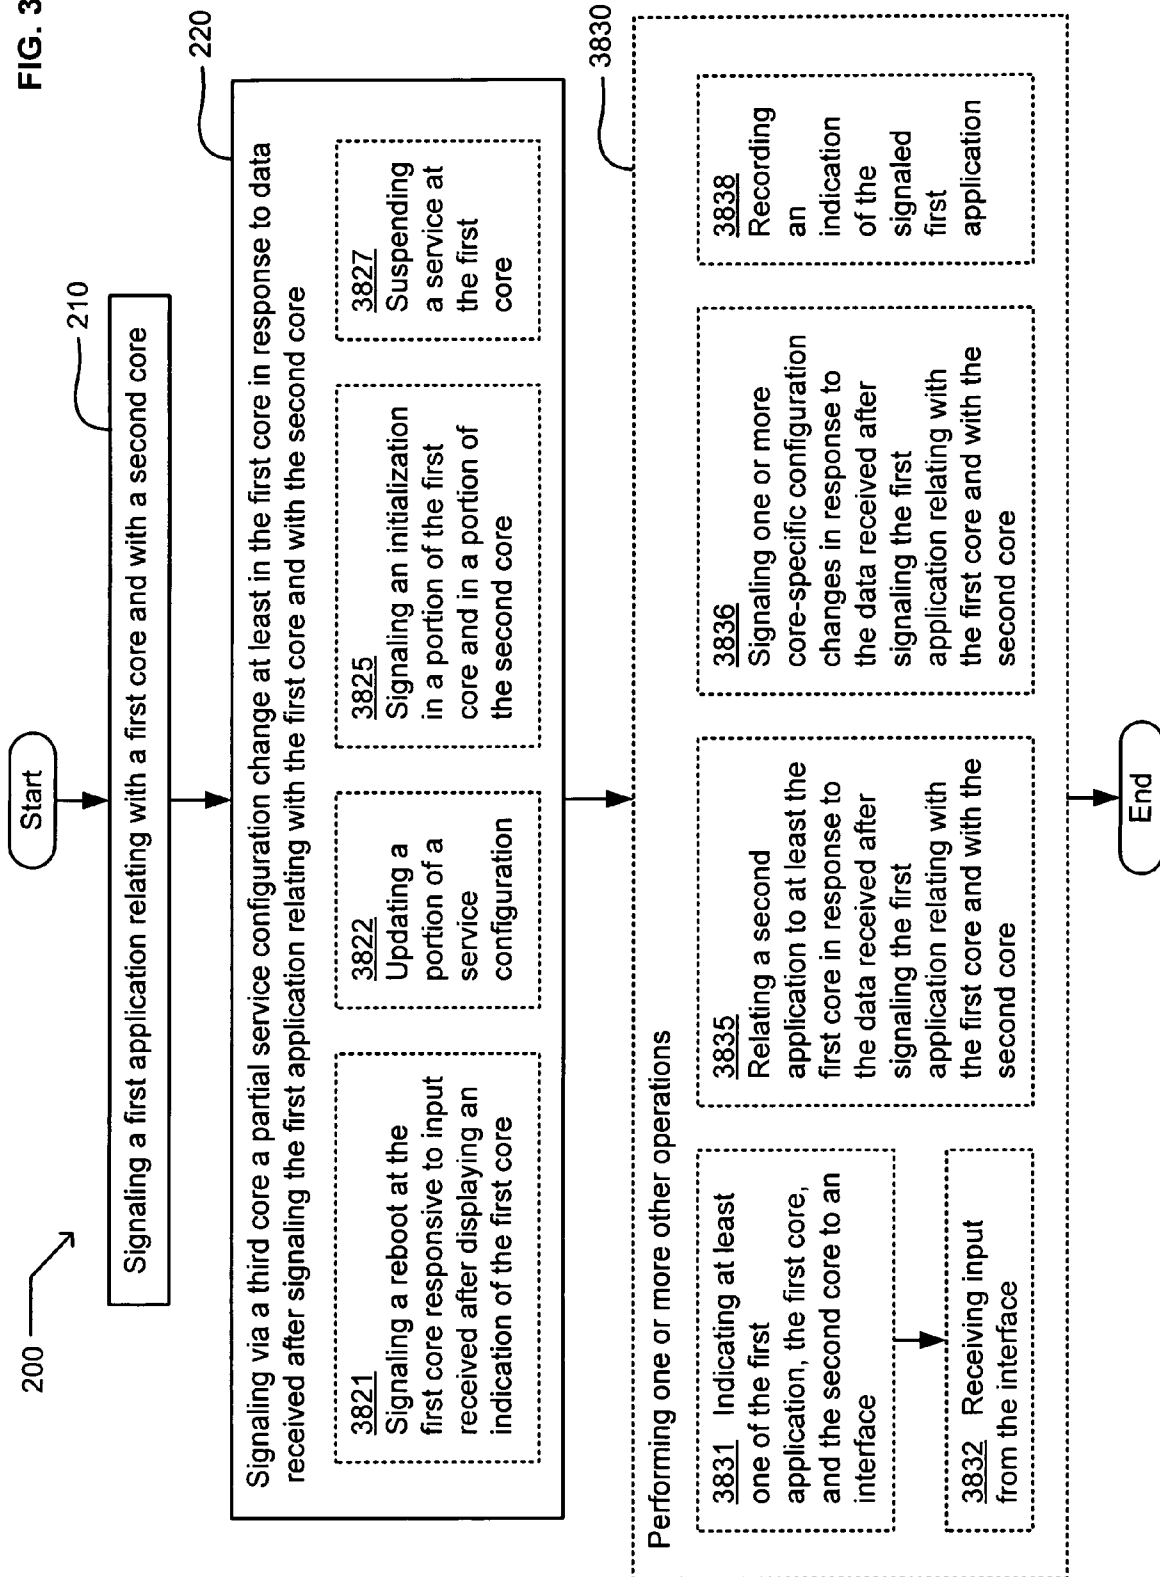 FIG. 3
200
Start
210
Signaling a first application relating with a first core and with a second core
220
Signaling via a third core a partial service configuration change at least in the first core in response to data
received after signaling the first application relating with the first core and with the second core
3821
Signaling a reboot at the
first core responsive to input
received after displaying an
indication of the first core
3822
Updating a
portion of a
service
configuration
3825
Signaling an initialization
in a portion of the first
core and in a portion of
the second core
3827
Suspending
a service at
the first
core
3830
Performing one or more other operations
3831 Indicating at least
one of the first
application, the first core,
and the second core to an
interface
3832 Receiving input
from the interface
3835
Relating a second
application to at least the
first core in response to
the data received after
signaling the first
application relating with
the first core and with the
second core
3836
Signaling one or more
core-specific configuration
changes in response to
the data received after
signaling the first
application relating with
the first core and with the
second core
3838
Recording
an
indication
of the
signaled
first
application
End